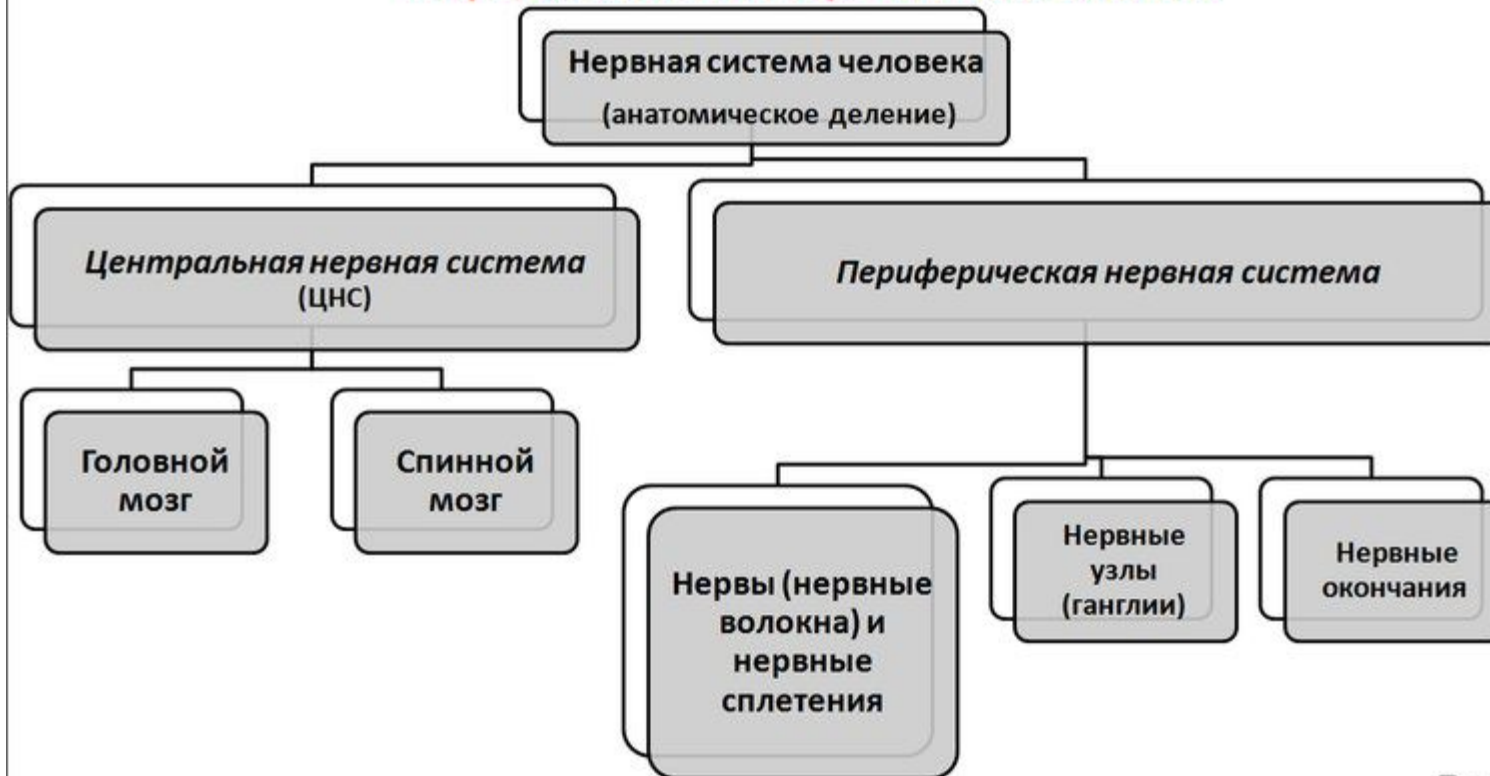 Нервная система человека
(анатомическое деление)
Центральная нервная система
(ЦНС)
Периферическая нервная система
Головной
мозг
Спинной
мозг
Нервы (нервные
волокна) и
нервные
сплетения
Нервные
узлы
(ганглии)
Нервные
окончания